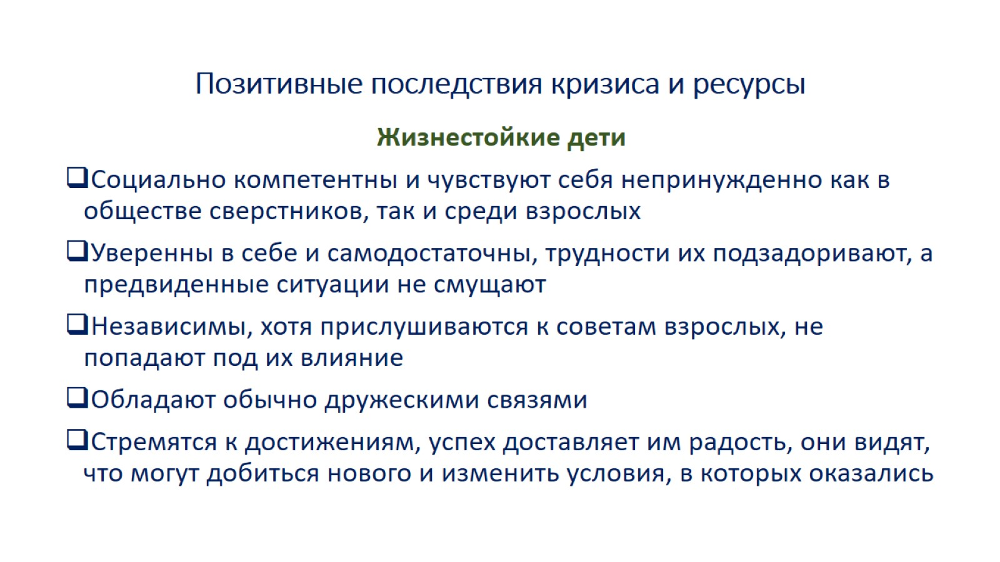 Позитивные последствия кризиса и ресурсы
Жизнестойкие дети
❑Социально компетентны и чувствуют себя непринужденно как в
обществе сверстников, так и среди взрослых
❑Уверенны в себе и самодостаточны, трудности их подзадоривают, а
предвиденные ситуации не смущают
❑Независимы, хотя прислушиваются к советам взрослых, не
попадают под их влияние
❑Обладают обычно дружескими связями
❑Стремятся к достижениям, успех доставляет им радость, они видят,
что могут добиться нового и изменить условия, в которых оказались